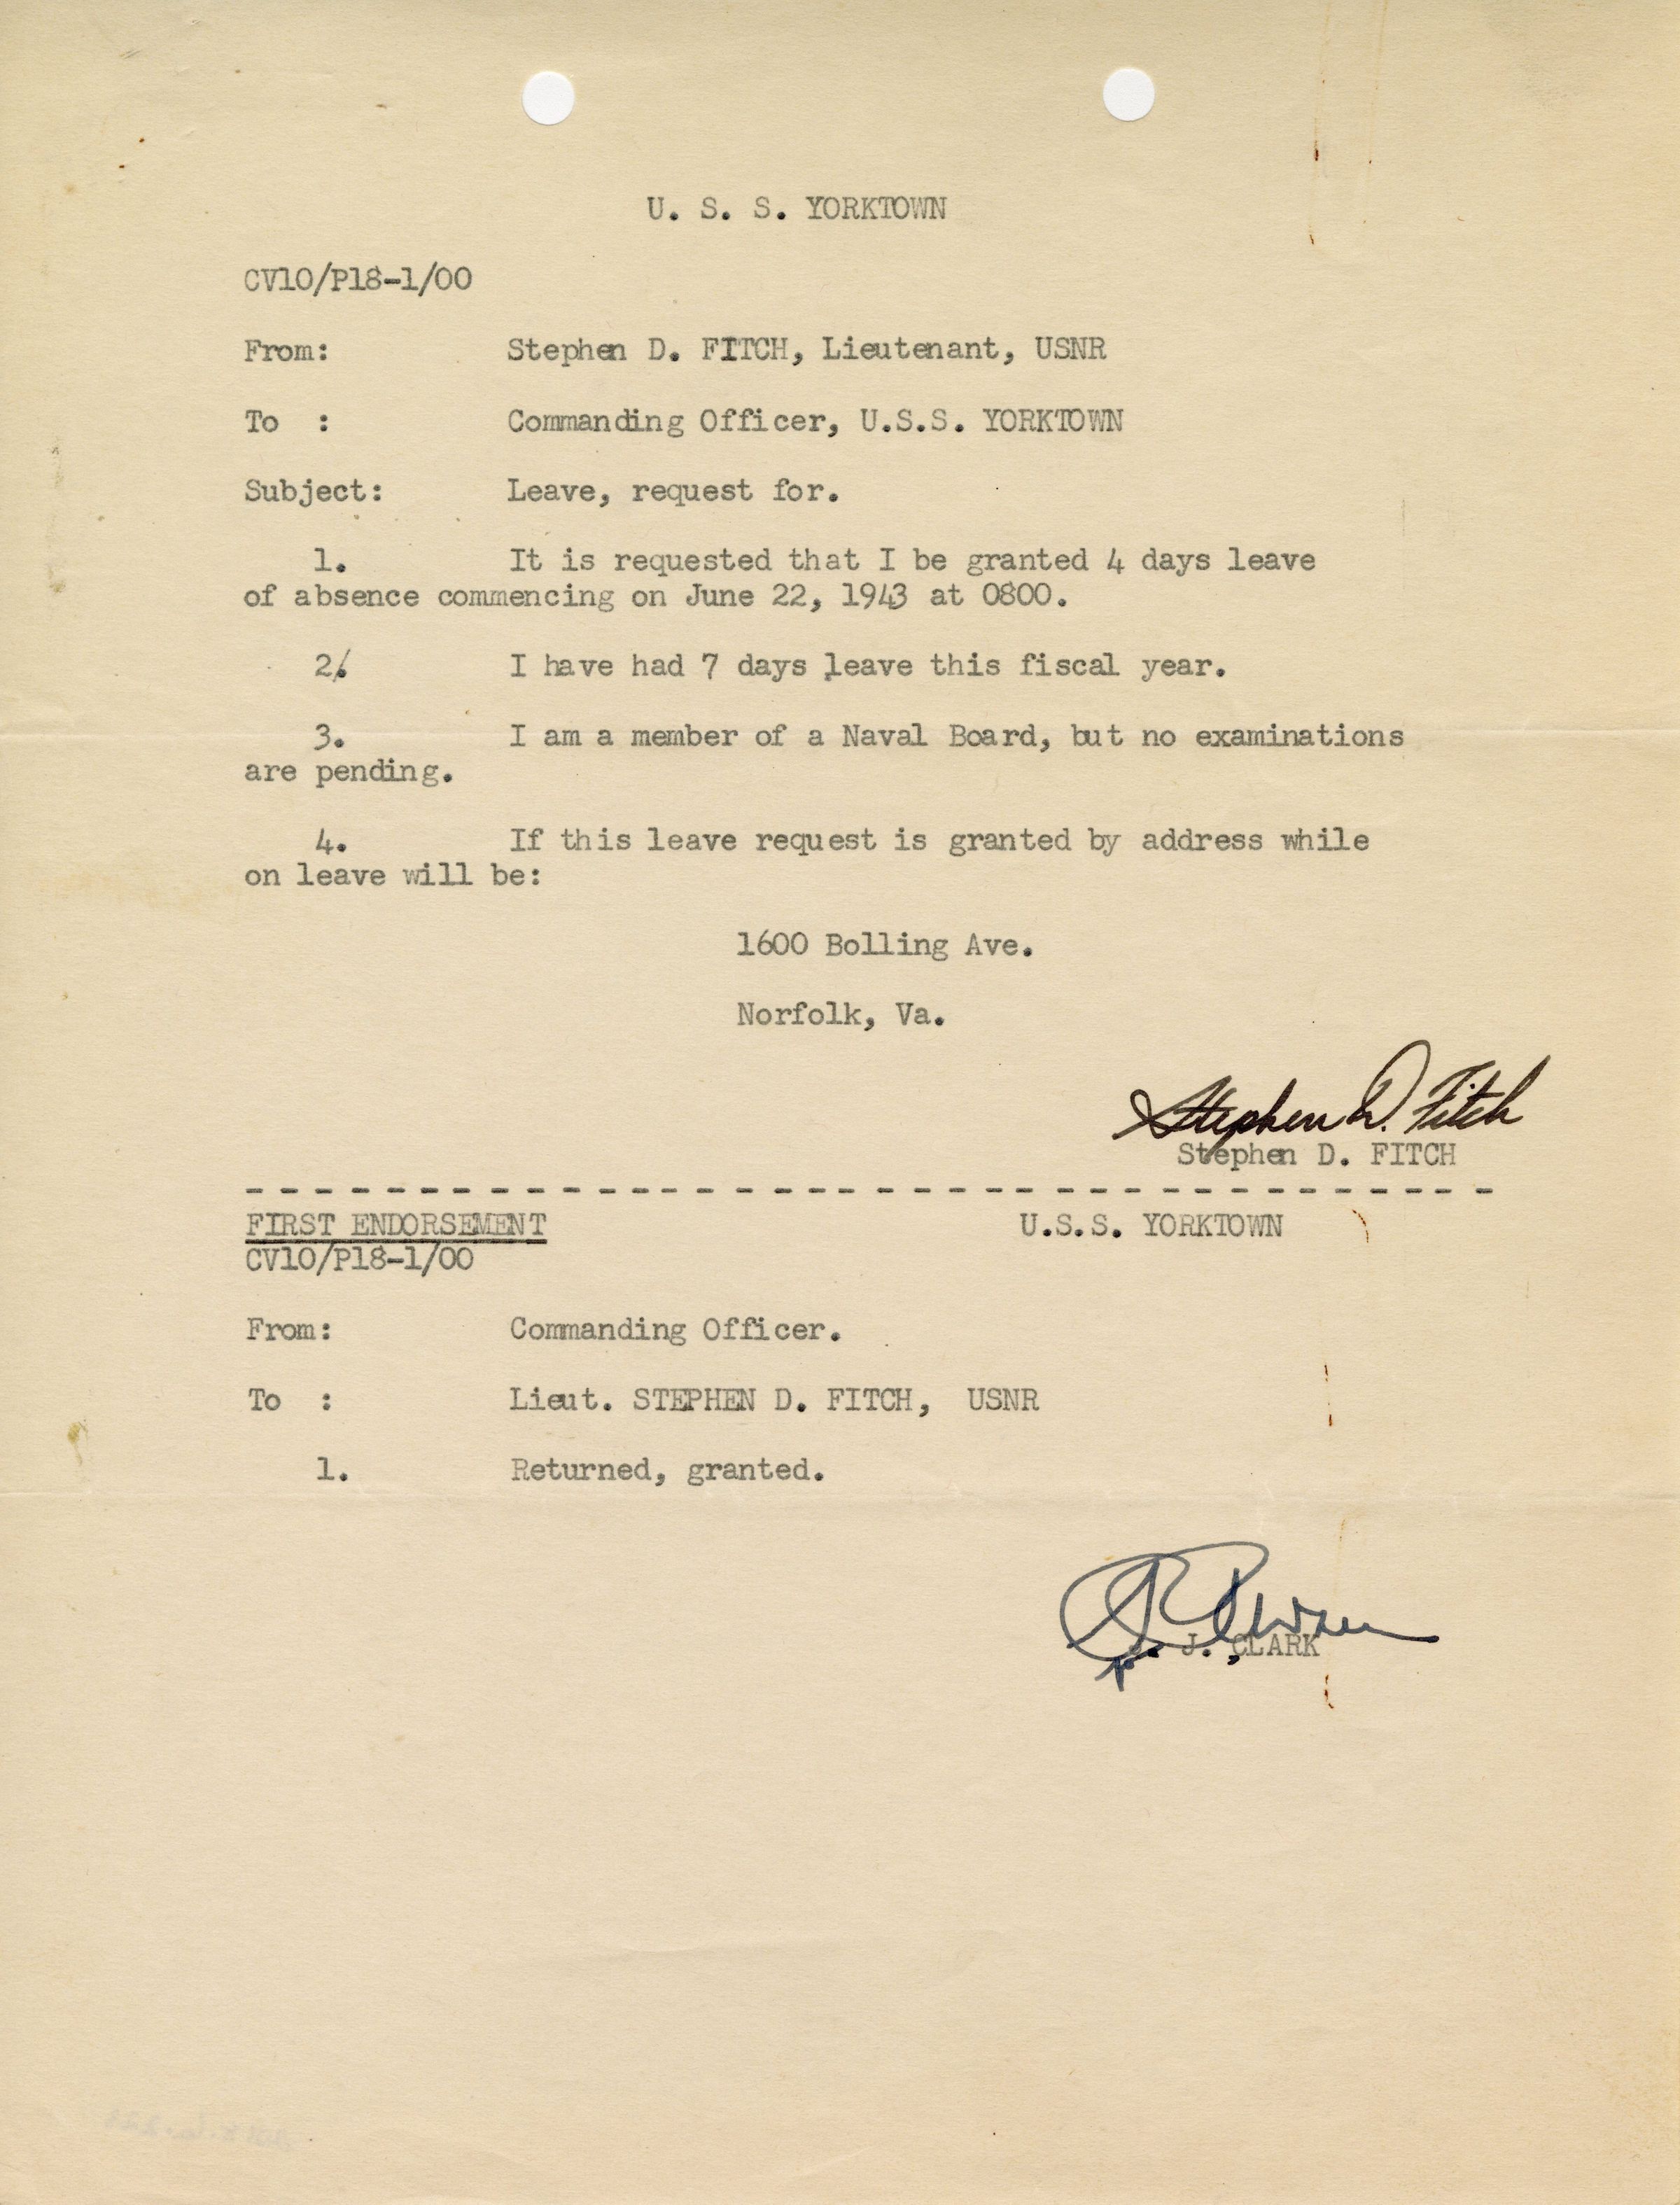 U. S. S. YORKTOWN
CV10/P18-1/00
From: Stephen D. FITCH, Lieutenant, USNR
To : Commanding Officer, U.S.S. YORKTOWN
Subject: Leave, request for.
1. It is requested that I be granted 4 days leave
of absence commencing on June 22, 1943 at 0800.
2. I have had 7 days leave this fiscal year.
3. I am a member of a Naval Board, but no examinations
are pending.
4. If this leave request is granted by address while
on leave will be:
1600 Bolling Ave.
Norfolk, Va.
Stephen D. Fitch
Stephen D. FITCH
FIRST ENDORSEMENT U.S.S. YORKTOWN
CV10/P18-1/00
From: Commanding Officer.
To : Lieut. STEPHEN D. FITCH, USNR
1. Returned, granted.
J. CLARK